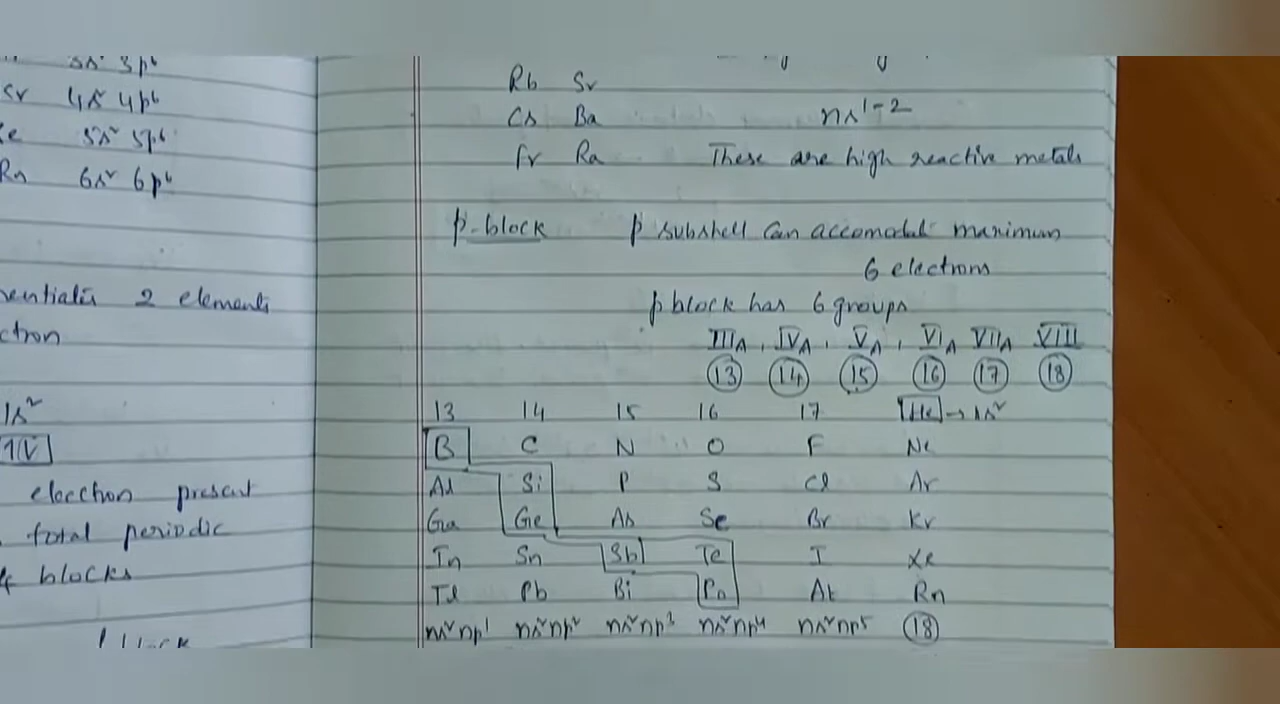 3s² 3p⁶
4s² 4p⁶
5s² 5p⁶
Rn 6s² 6p⁶
2 elements
1s²
electron present
total periodic
blocks
Rb Sr
Cs Ba ns¹⁻²
Fr Ra These are high reactive metals
p-block p subshell can accomodate maximum
6 electrons
p block has 6 groups
IIIA, IVA, VA, VIA VIIA VIII
13 14 15 16 17 18
13 14 15 16 17 He → 1s²
B C N O F Ne
Al Si P S Cl Ar
Ga Ge As Se Br Kr
In Sn Sb Te I Xe
Tl Pb Bi Po At Rn
ns²np¹ ns²np² ns²np³ ns²np⁴ ns²np⁵ 18